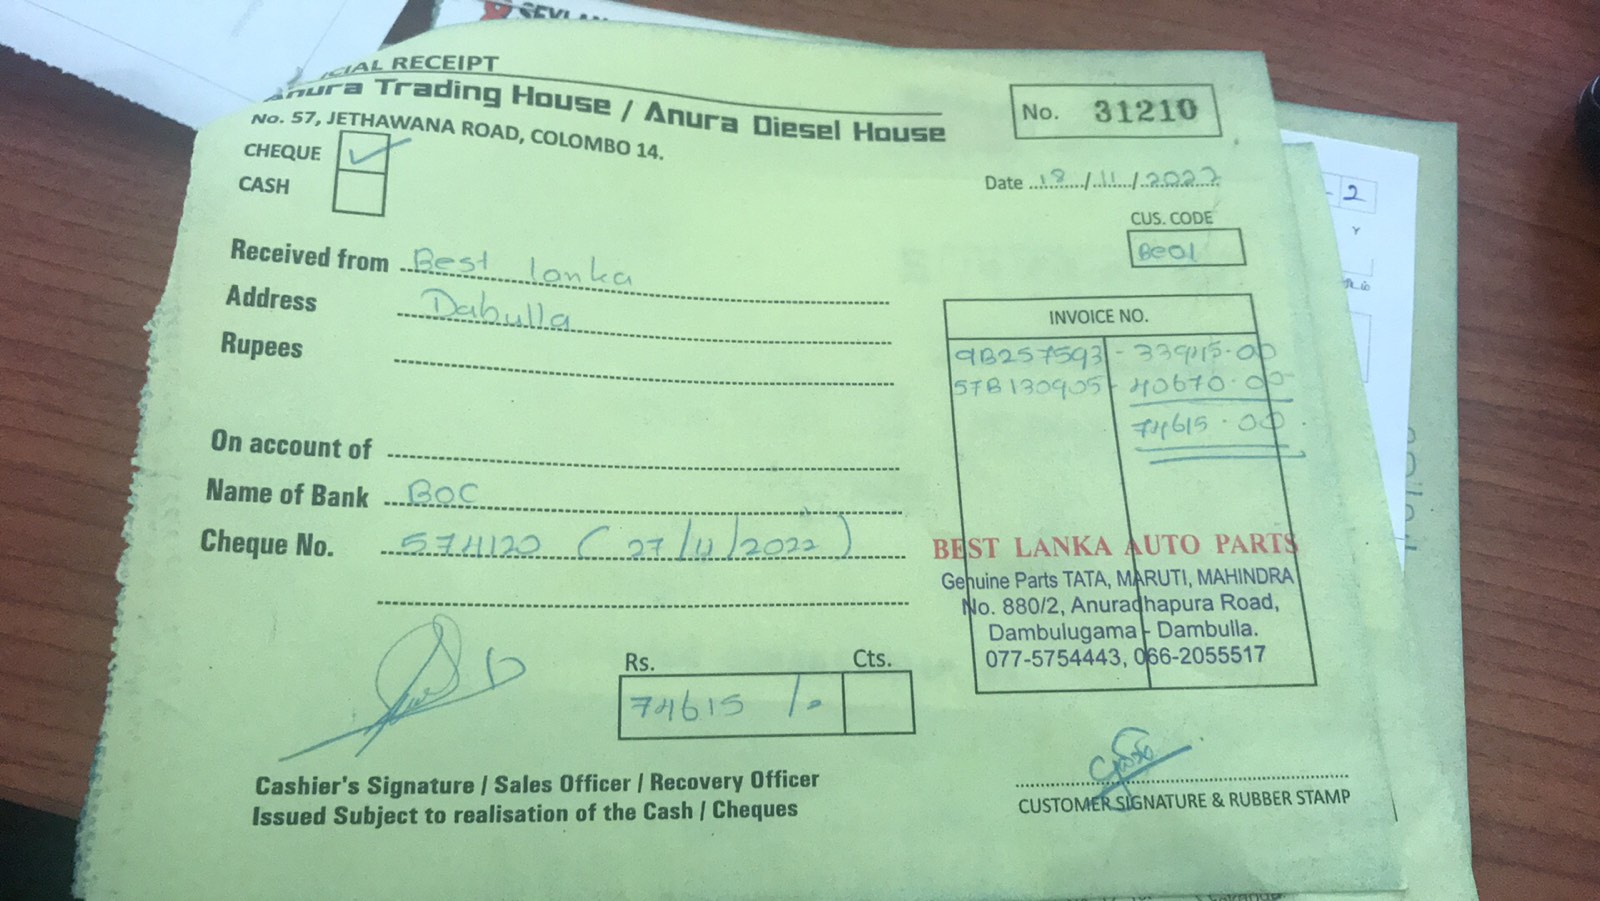 CIAL RECEIPT
Anura Trading House / Anura Diesel House
No. 57, JETHAWANA ROAD, COLOMBO 14.
No. 31210
CHEQUE
CASH
Date 18/11/2022
CUS. CODE
Be01
Received from Best lanka
Address Dabulla
Rupees
INVOICE NO.
9B257593 - 33945.00
57B130905 - 40670.00
74615.00
On account of
Name of Bank BOC
Cheque No. 574120 (27/11/2022)
BEST LANKA AUTO PARTS
Genuine Parts TATA, MARUTI, MAHINDRA
No. 880/2, Anuradhapura Road,
Dambulugama - Dambulla.
077-5754443, 066-2055517
Rs. Cts.
74615 /=
Cashier's Signature / Sales Officer / Recovery Officer
Issued Subject to realisation of the Cash / Cheques
CUSTOMER SIGNATURE & RUBBER STAMP